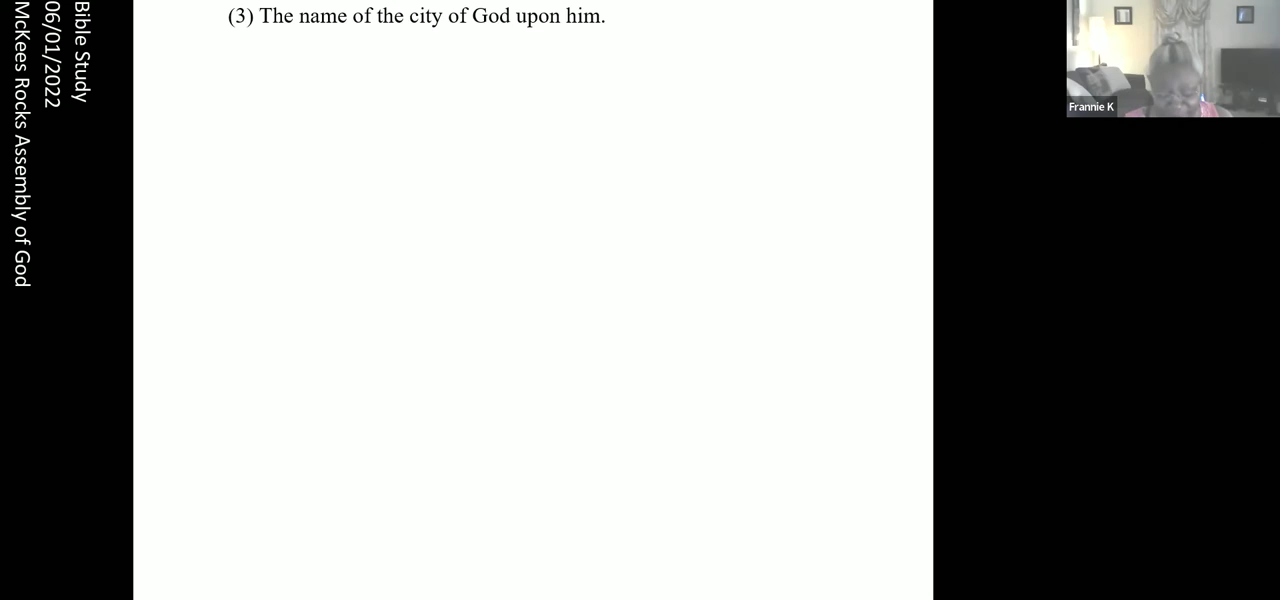 (3) The name of the city of God upon him.
Bible Study
06/01/2022
McKees Rocks Assembly of God
Frannie K